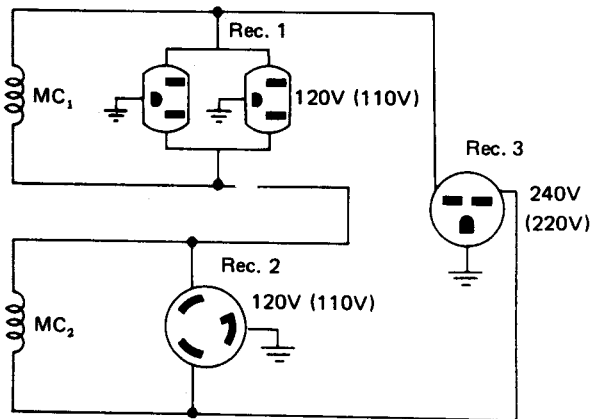 Rec. 1
MC₁
120V (110V)
Rec. 3
240V
(220V)
Rec. 2
120V (110V)
MC₂